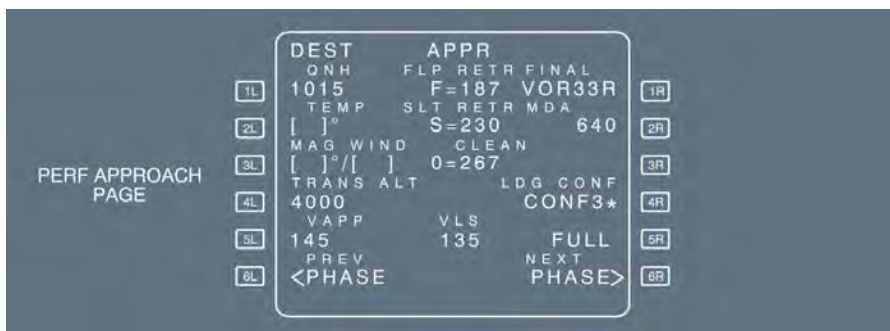 DEST APPR
QNH FLP RETR FINAL
1L 1015 F=187 VOR33R 1R
TEMP SLT RETR MDA
2L [ ]° S=230 640 2R
MAG WIND CLEAN
3L [ ]°/[ ] 0=267 3R
PERF APPROACH
PAGE
TRANS ALT LDG CONF
4L 4000 CONF3* 4R
VAPP VLS
5L 145 135 FULL 5R
PREV NEXT
6L <PHASE PHASE> 6R